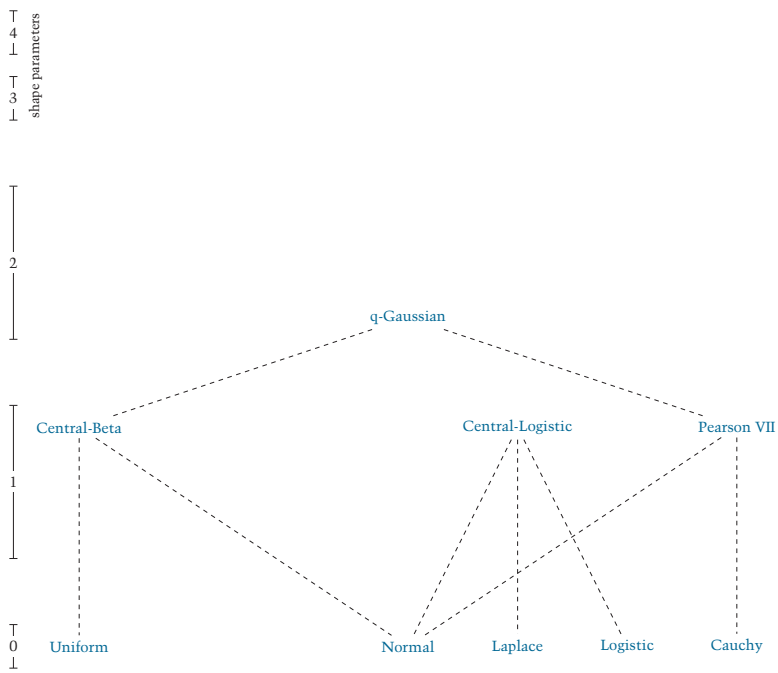 4
shape parameters
3
2
q-Gaussian
Central-Beta
Central-Logistic
Pearson VII
1
0
Uniform
Normal
Laplace
Logistic
Cauchy